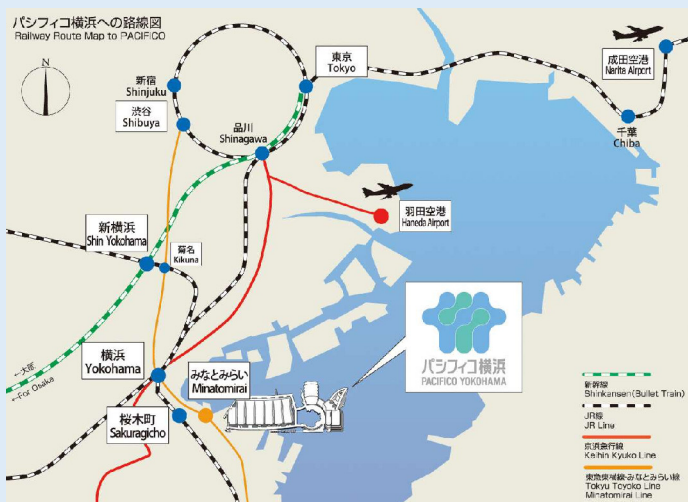 パシフィコ横浜への路線図
Railway Route Map to PACIFICO
N
新宿
Shinjuku
渋谷
Shibuya
東京
Tokyo
品川
Shinagawa
成田空港
Narita Airport
千葉
Chiba
羽田空港
Haneda Airport
新横浜
Shin Yokohama
菊名
Kikuna
←大阪
←For Osaka
横浜
Yokohama
みなとみらい
Minatomirai
桜木町
Sakuragicho
パシフィコ横浜
PACIFICO YOKOHAMA
新幹線
Shinkansen(Bullet Train)
JR線
JR Line
京浜急行線
Keihin Kyuko Line
東急東横線・みなとみらい線
Tokyu Toyoko Line
Minatomirai Line